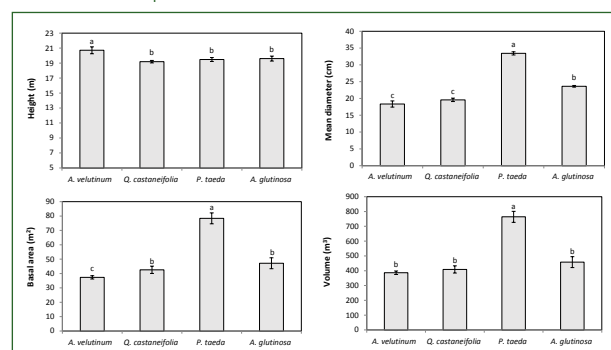 23
21
19
17
15
13
11
9
7
5
Height (m)
a
b
b
b
A. velutinum Q. castaneifolia P. taeda A. glutinosa
40
35
30
25
20
15
10
5
0
Mean diameter (cm)
c
c
a
b
A. velutinum Q. castaneifolia P. taeda A. glutinosa
90
80
70
60
50
40
30
20
10
0
Basal area (m²)
c
b
a
b
A. velutinum Q. castaneifolia P. taeda A. glutinosa
900
800
700
600
500
400
300
200
100
0
Volume (m³)
b
b
a
b
A. velutinum Q. castaneifolia P. taeda A. glutinosa